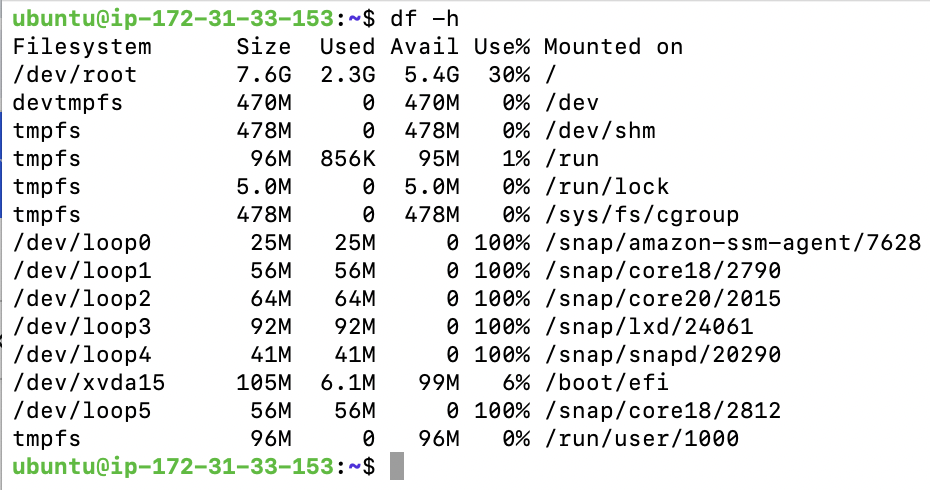 ubuntu@ip-172-31-33-153:~$ df -h
Filesystem      Size  Used Avail Use% Mounted on
/dev/root       7.6G  2.3G  5.4G  30% /
devtmpfs        470M     0  470M   0% /dev
tmpfs           478M     0  478M   0% /dev/shm
tmpfs            96M  856K   95M   1% /run
tmpfs           5.0M     0  5.0M   0% /run/lock
tmpfs           478M     0  478M   0% /sys/fs/cgroup
/dev/loop0       25M   25M     0 100% /snap/amazon-ssm-agent/7628
/dev/loop1       56M   56M     0 100% /snap/core18/2790
/dev/loop2       64M   64M     0 100% /snap/core20/2015
/dev/loop3       92M   92M     0 100% /snap/lxd/24061
/dev/loop4       41M   41M     0 100% /snap/snapd/20290
/dev/xvda15     105M  6.1M   99M   6% /boot/efi
/dev/loop5       56M   56M     0 100% /snap/core18/2812
tmpfs            96M     0   96M   0% /run/user/1000
ubuntu@ip-172-31-33-153:~$